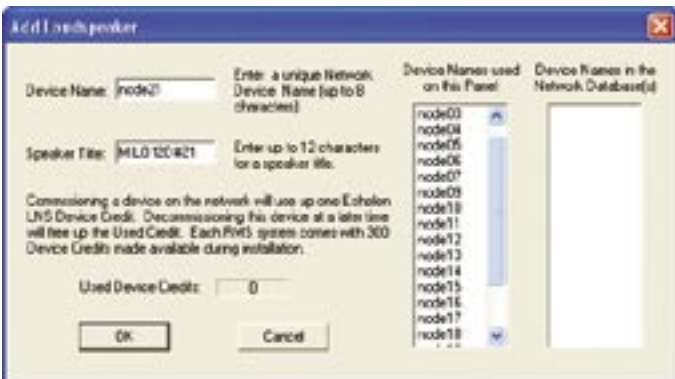 Add Loudspeaker
Device Name: node21
Enter a unique Network
Device Name (up to 8
characters)
Speaker Title: MILO 120 #21
Enter up to 12 characters
for a speaker title.
Commissioning a device on the network will use up one Echelon
LNS Device Credit. Decommissioning this device at a later time
will free up the Used Credit. Each RMS system comes with 300
Device Credits made available during installation.
Used Device Credits: 0
OK
Cancel
Device Names used
on this Panel
node03
node04
node05
node06
node07
node09
node10
node11
node12
node13
node14
node15
node16
node17
node18
Device Names in the
Network Database(s)